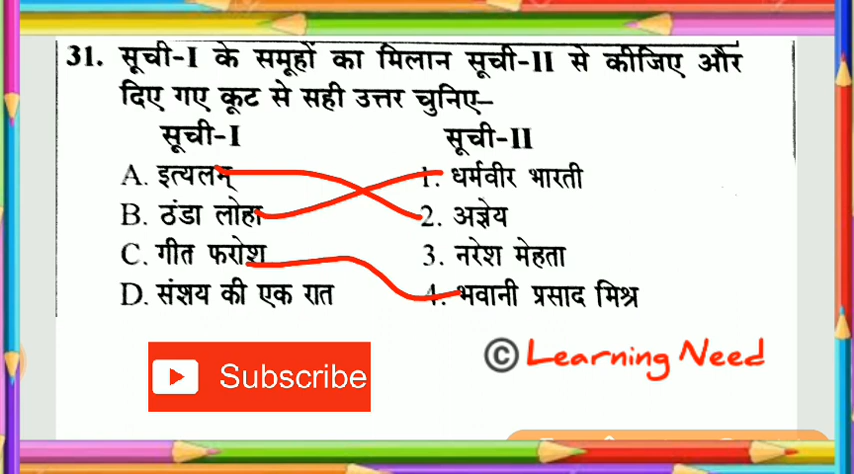 31. सूची-I के समूहों का मिलान सूची-II से कीजिए और
दिए गए कूट से सही उत्तर चुनिए–
सूची-I सूची-II
A. इत्यलम् 1. धर्मवीर भारती
B. ठंडा लोहा 2. अज्ञेय
C. गीत फरोश 3. नरेश मेहता
D. संशय की एक रात 4. भवानी प्रसाद मिश्र
Subscribe
© Learning Need